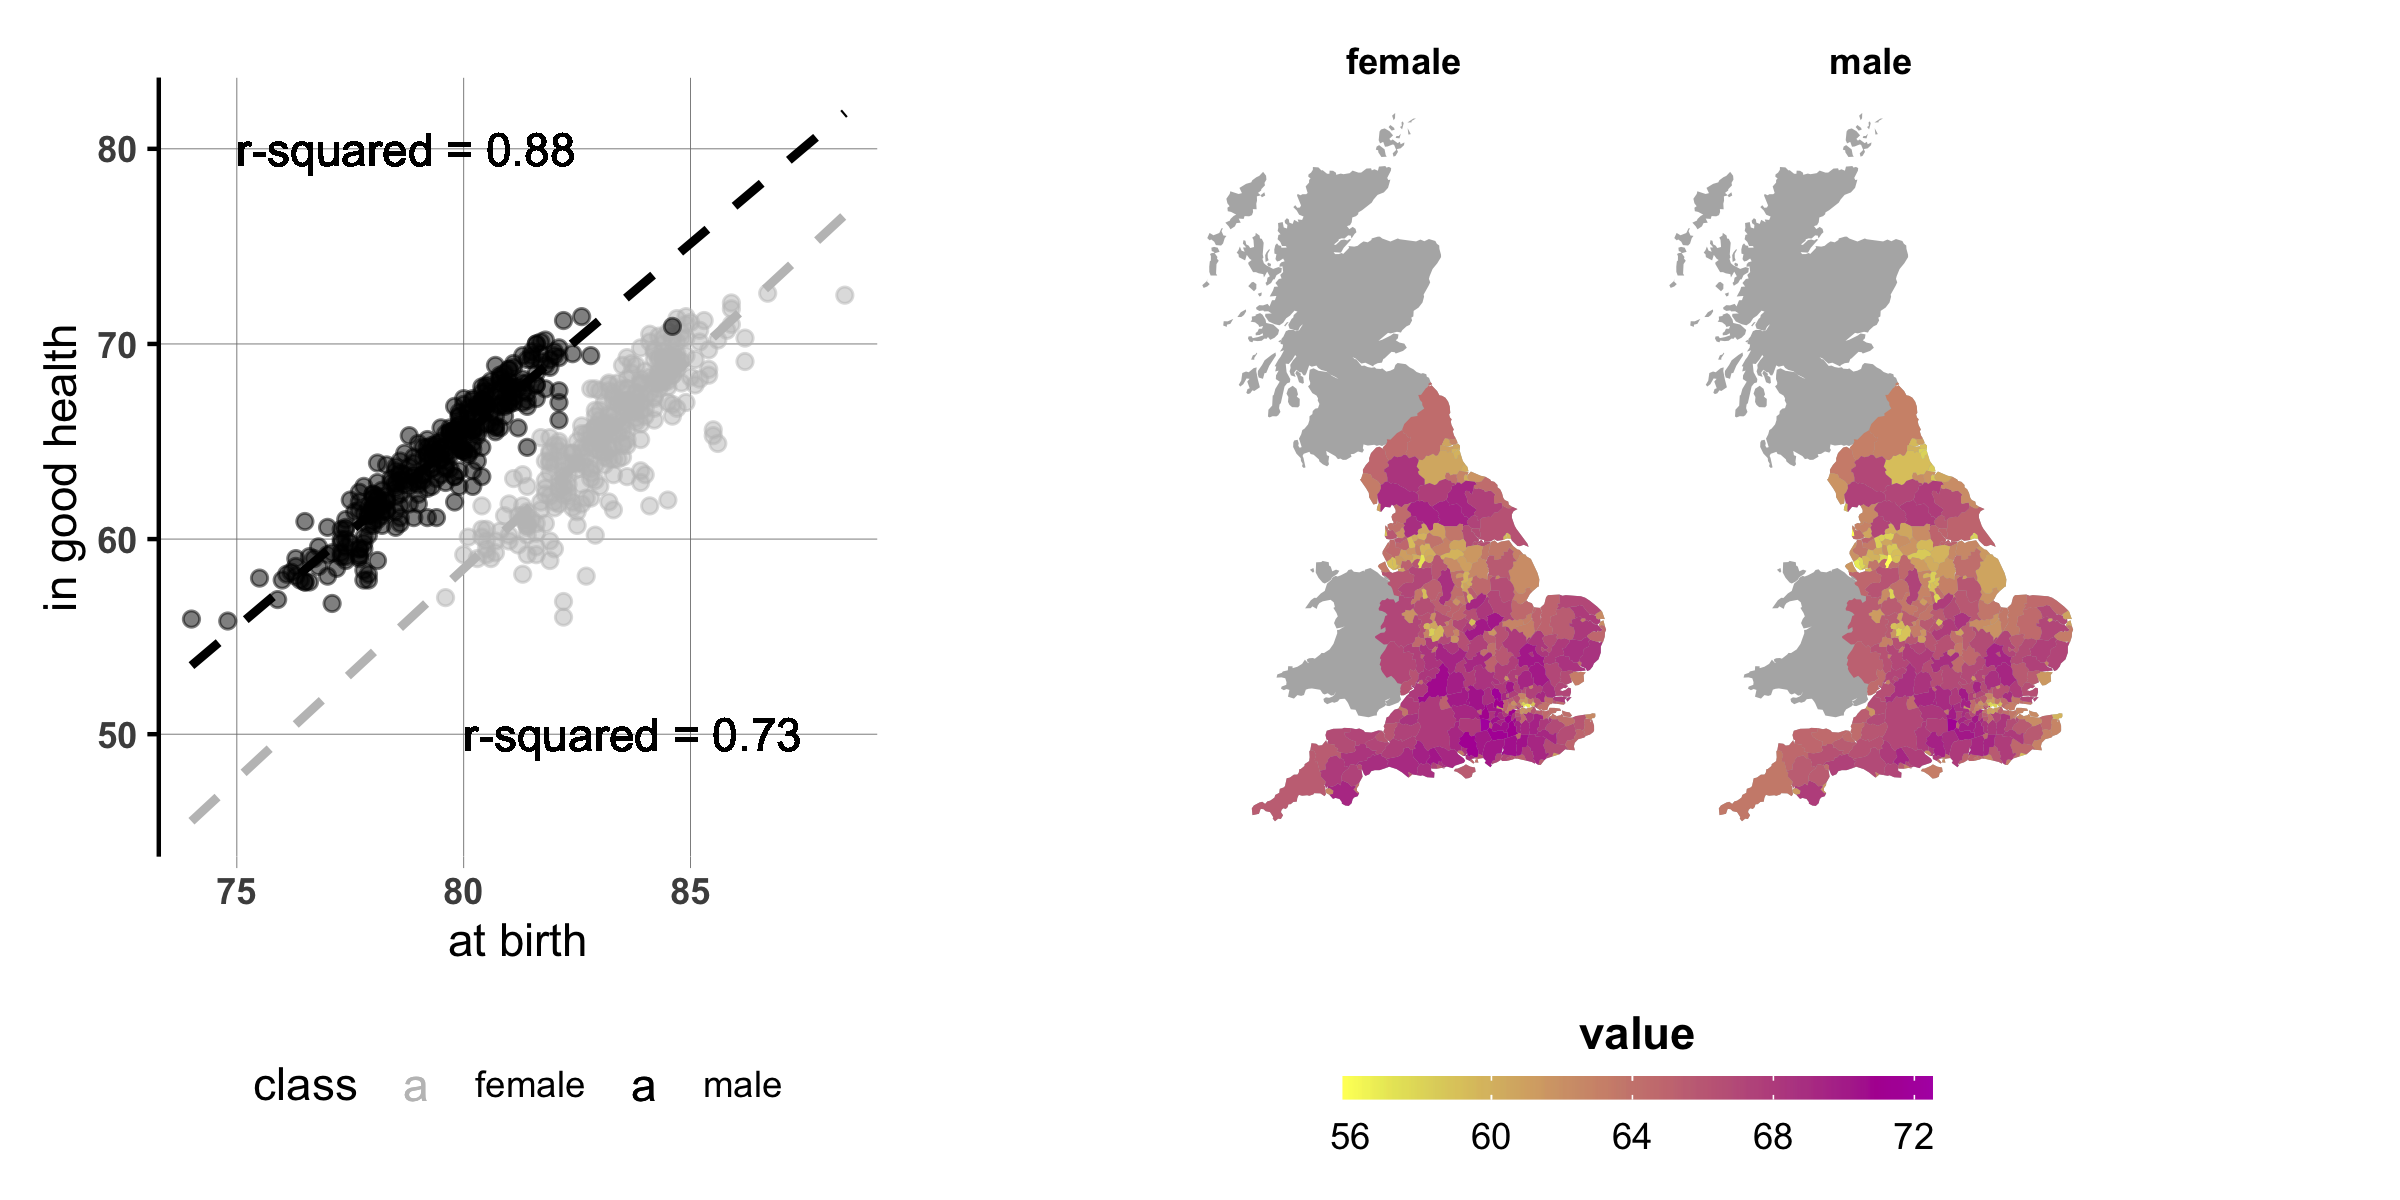 r-squared = 0.88
r-squared = 0.73
80
70
60
50
in good health
75 80 85
at birth
class a female a male
female male
value
56 60 64 68 72